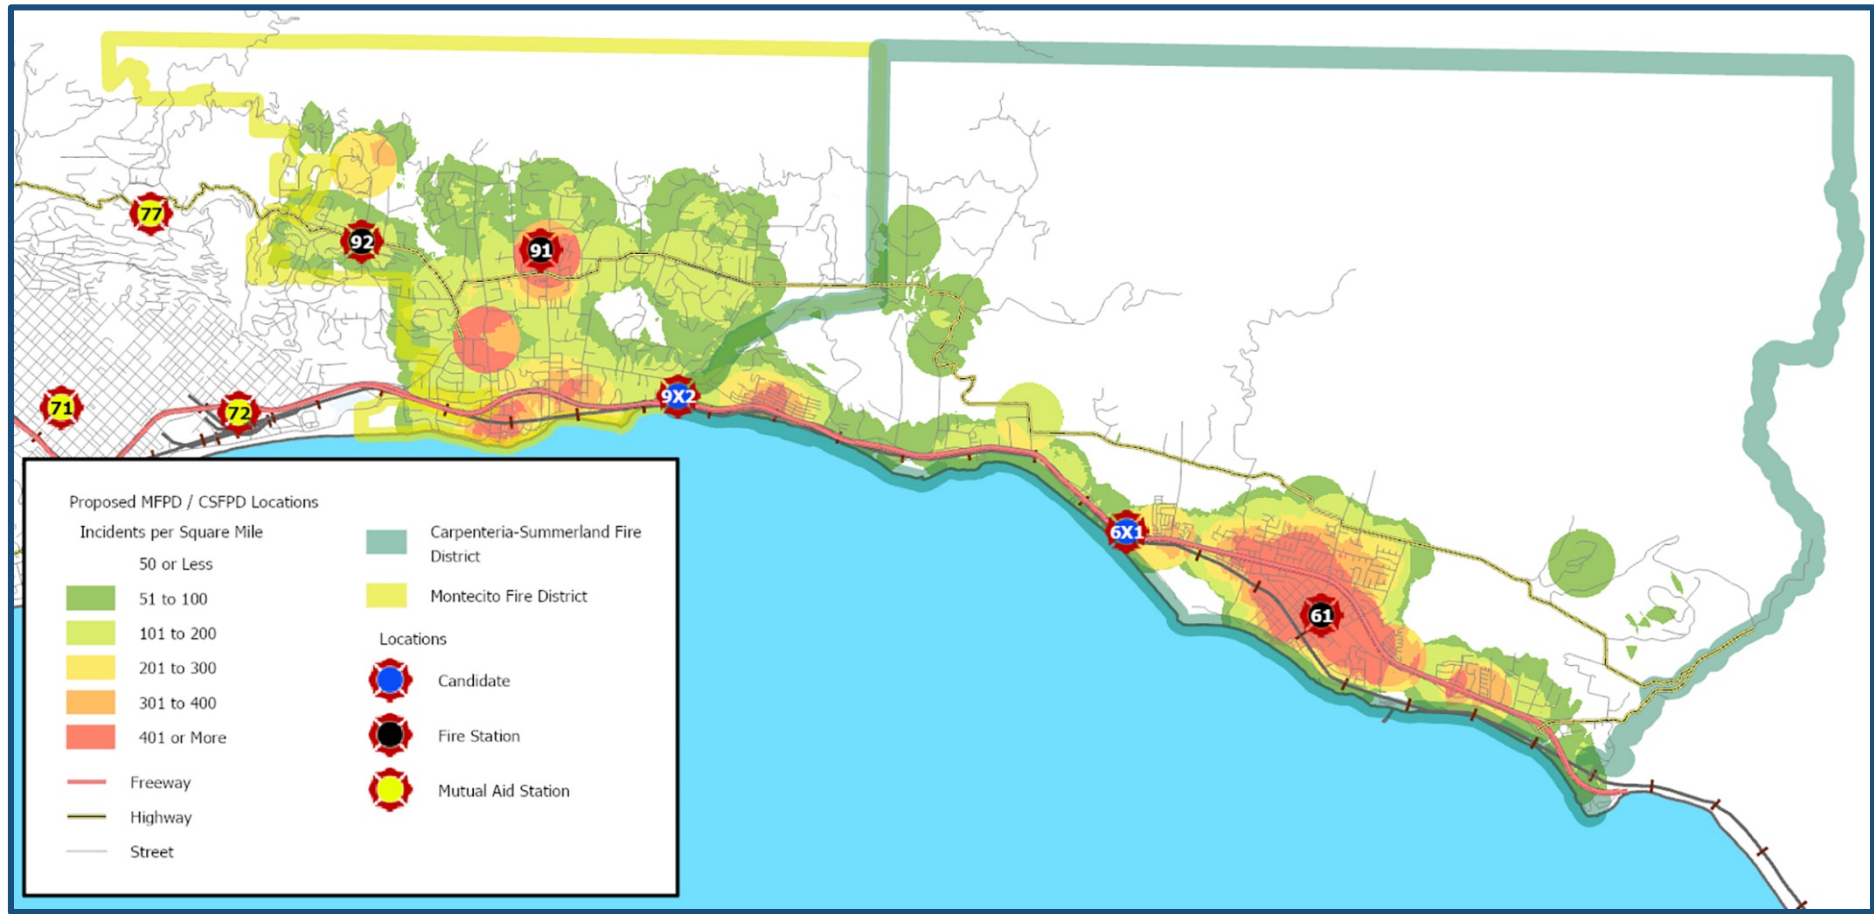 77
92
91
71
72
9X2
6X1
61
Proposed MFPD / CSFPD Locations
Incidents per Square Mile
50 or Less
51 to 100
101 to 200
201 to 300
301 to 400
401 or More
Freeway
Highway
Street
Carpenteria-Summerland Fire
District
Montecito Fire District
Locations
Candidate
Fire Station
Mutual Aid Station